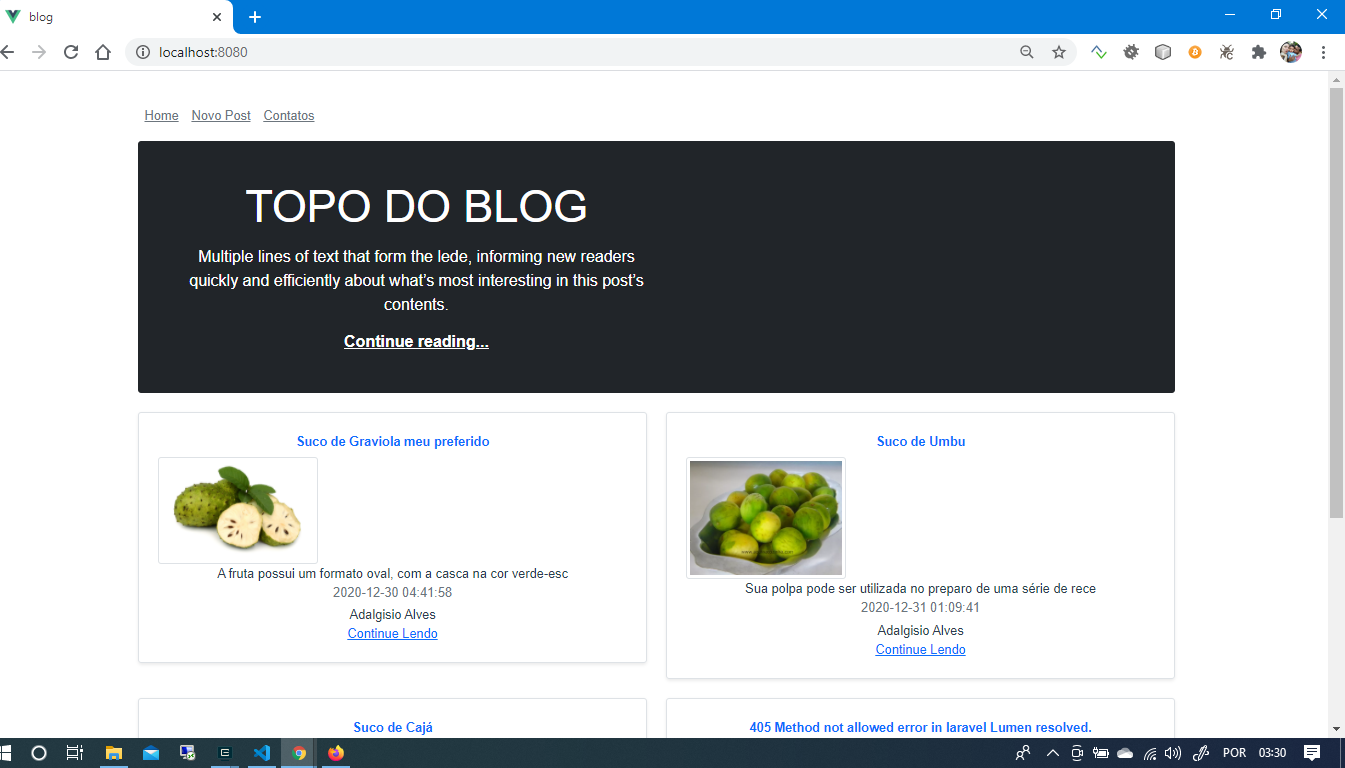 blog
localhost:8080
Home Novo Post Contatos
TOPO DO BLOG
Multiple lines of text that form the lede, informing new readers
quickly and efficiently about what’s most interesting in this post’s
contents.
Continue reading...
Suco de Graviola meu preferido
A fruta possui um formato oval, com a casca na cor verde-esc
2020-12-30 04:41:58
Adalgisio Alves
Continue Lendo
Suco de Umbu
Sua polpa pode ser utilizada no preparo de uma série de rece
2020-12-31 01:09:41
Adalgisio Alves
Continue Lendo
Suco de Cajá
405 Method not allowed error in laravel Lumen resolved.
POR 03:30